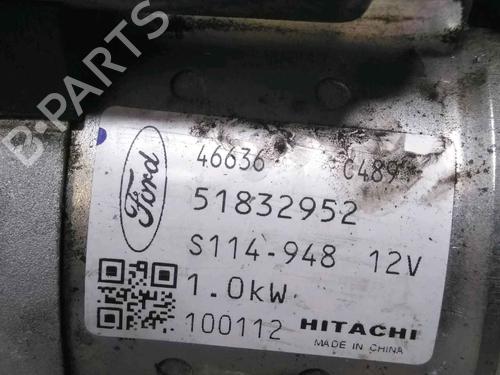 B-PARTS
46636 C489
Ford
51832952
S114-948 12V
1.0kW
100112 HITACHI
MADE IN CHINA